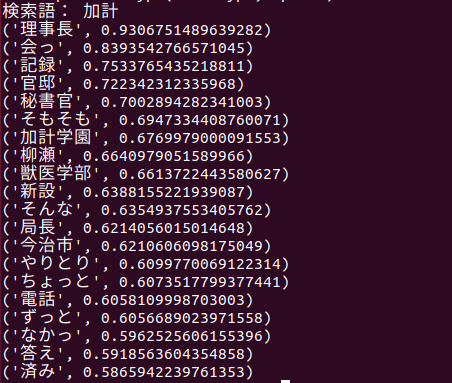 検索語： 加計
('理事長', 0.9306751489639282)
('会っ', 0.8393542766571045)
('記録', 0.7533765435218811)
('官邸', 0.722342312335968)
('秘書官', 0.7002894282341003)
('そもそも', 0.6947334408760071)
('加計学園', 0.6769979000091553)
('柳瀬', 0.6640979051589966)
('獣医学部', 0.6613722443580627)
('新設', 0.6388155221939087)
('そんな', 0.6354937553405762)
('局長', 0.6214056015014648)
('今治市', 0.6210606098175049)
('やりとり', 0.6099770069122314)
('ちょっと', 0.6073517799377441)
('電話', 0.6058109998703003)
('ずっと', 0.6056689023971558)
('なかっ', 0.5962525606155396)
('答え', 0.5918563604354858)
('済み', 0.5865942239761353)